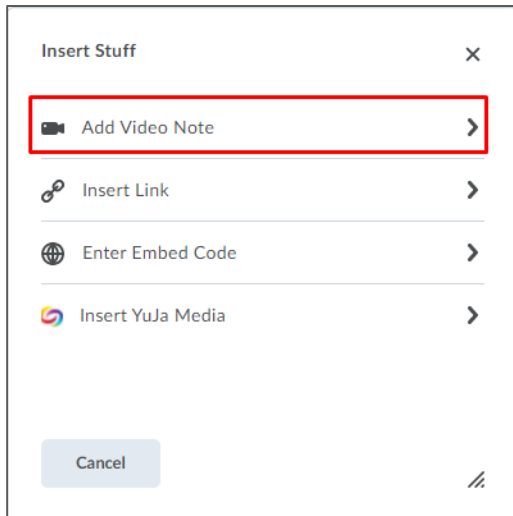 Insert Stuff
Add Video Note
Insert Link
Enter Embed Code
Insert YuJa Media
Cancel